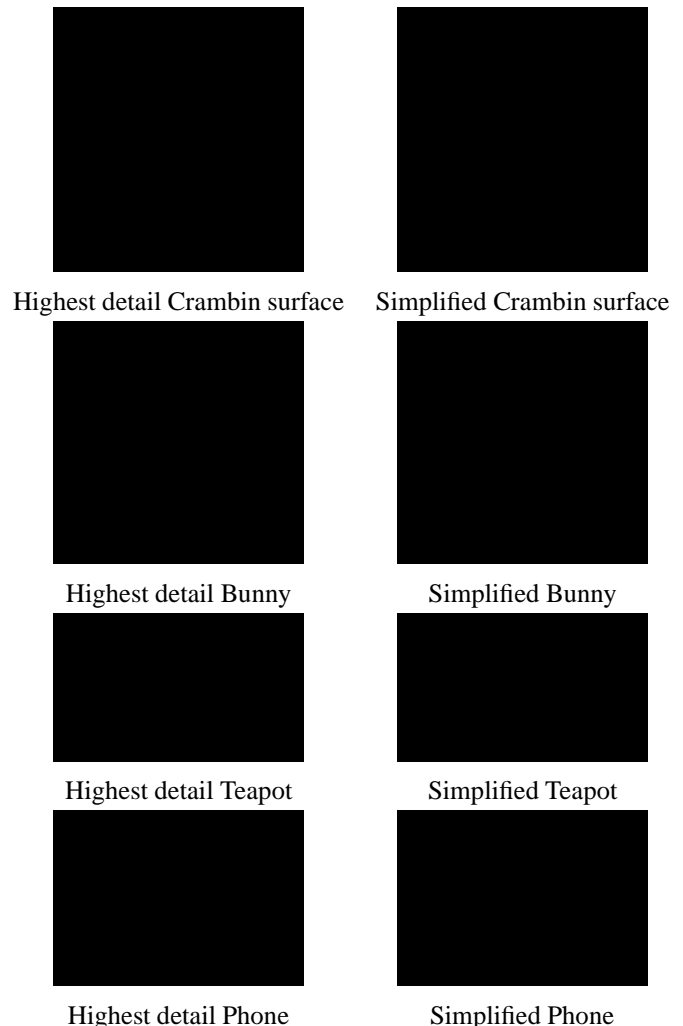 Highest detail Crambin surface Simplified Crambin surface
Highest detail Bunny Simplified Bunny
Highest detail Teapot Simplified Teapot
Highest detail Phone Simplified Phone